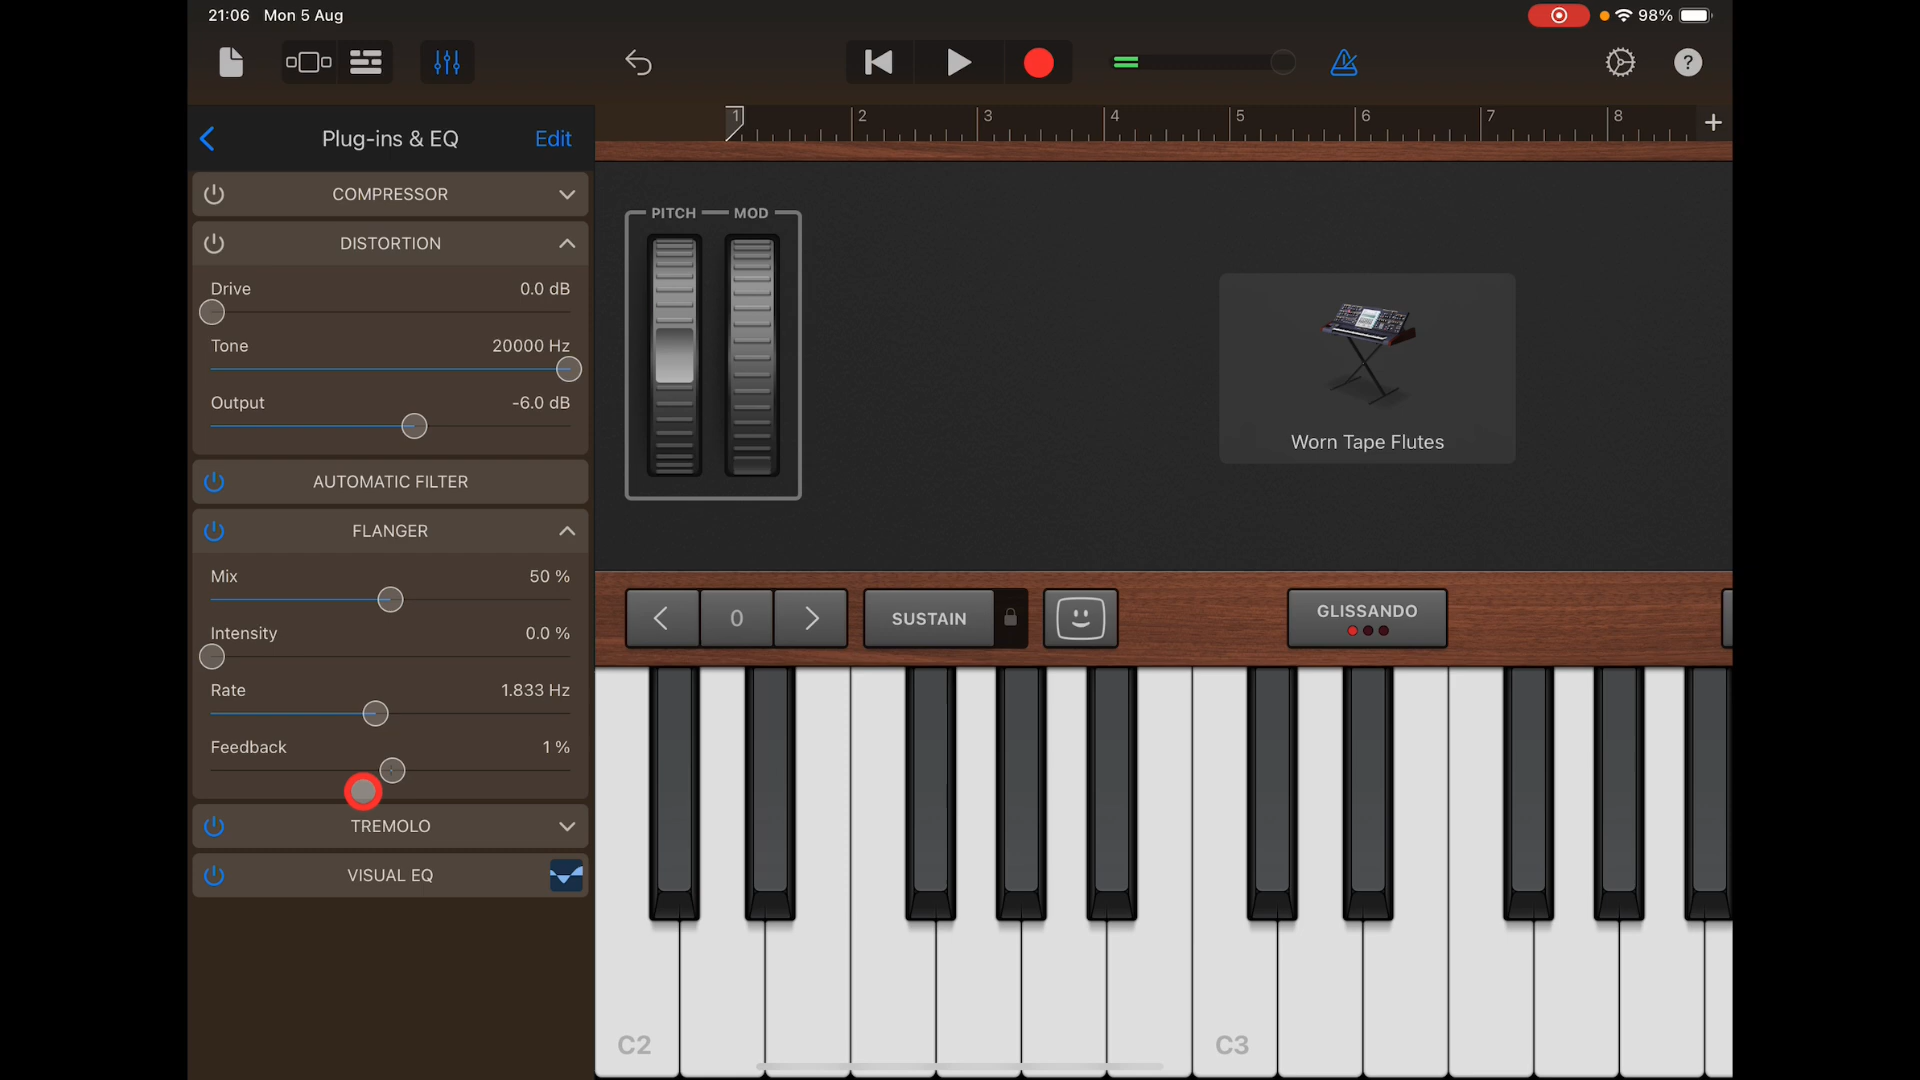 21:06 Mon 5 Aug
98%
Plug-ins & EQ
Edit
1 2 3 4 5 6 7 8
COMPRESSOR
DISTORTION
Drive 0.0 dB
Tone 20000 Hz
Output -6.0 dB
AUTOMATIC FILTER
FLANGER
Mix 50 %
Intensity 0.0 %
Rate 1.833 Hz
Feedback 1 %
TREMOLO
VISUAL EQ
PITCH MOD
Worn Tape Flutes
0
SUSTAIN
GLISSANDO
C2 C3